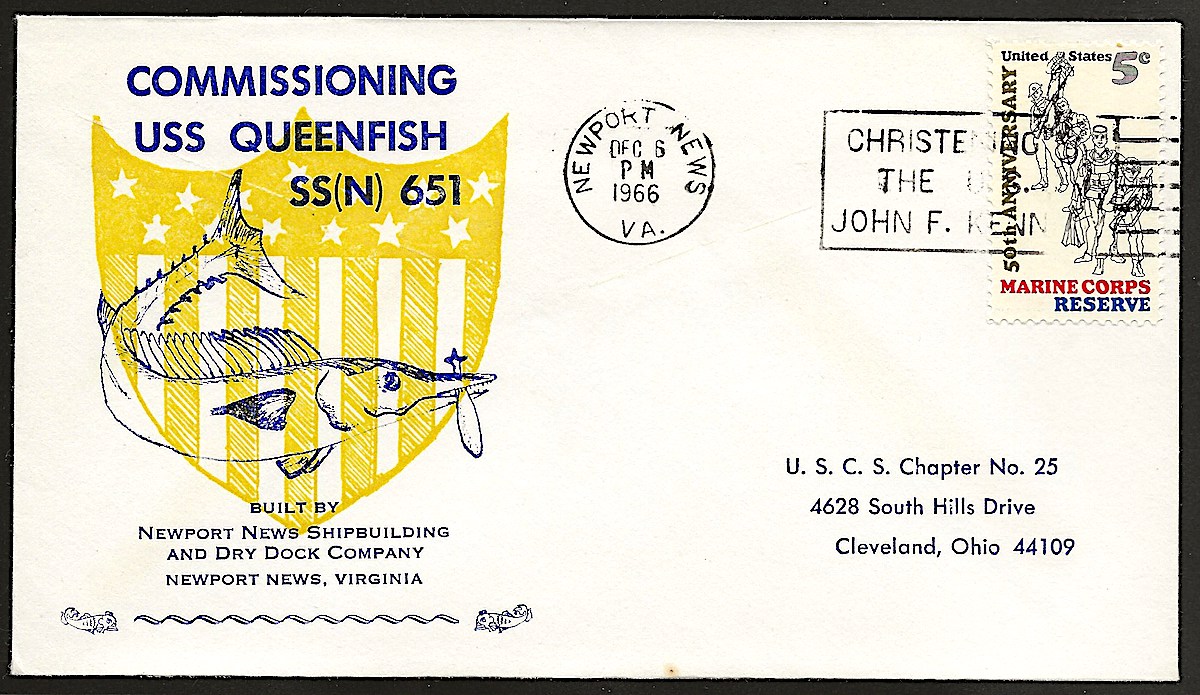 COMMISSIONING
USS QUEENFISH
SS(N) 651
BUILT BY
NEWPORT NEWS SHIPBUILDING
AND DRY DOCK COMPANY
NEWPORT NEWS, VIRGINIA
NEWPORT NEWS
DEC 6
PM
1966
VA.
CHRISTENING
THE U
JOHN F. KENN
United States 5c
50th ANNIVERSARY
MARINE CORPS
RESERVE
U. S. C. S. Chapter No. 25
4628 South Hills Drive
Cleveland, Ohio 44109